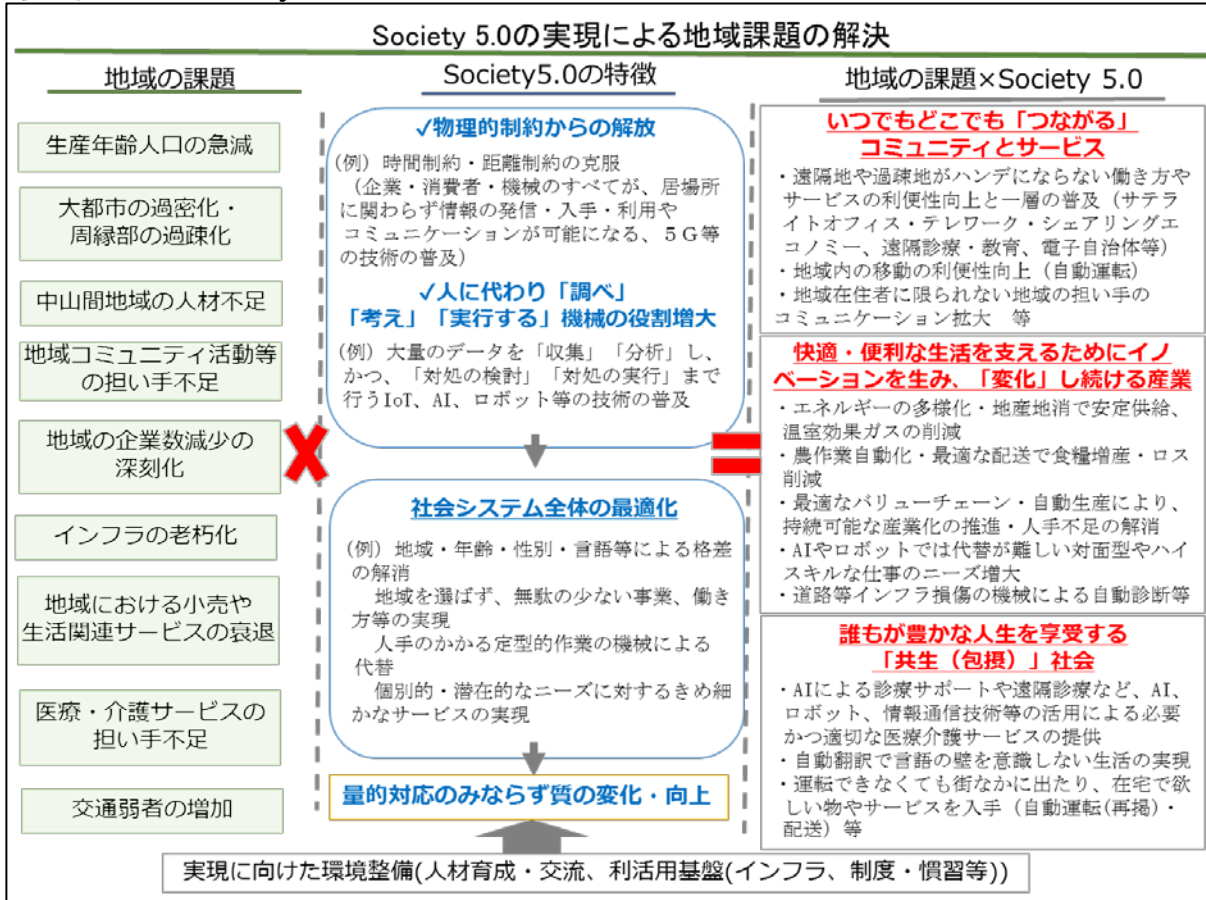 Society 5.0の実現による地域課題の解決
地域の課題
生産年齢人口の急減
大都市の過密化・
周縁部の過疎化
中山間地域の人材不足
地域コミュニティ活動等
の担い手不足
地域の企業数減少の
深刻化
インフラの老朽化
地域における小売や
生活関連サービスの衰退
医療・介護サービスの
担い手不足
交通弱者の増加
Society5.0の特徴
✓物理的制約からの解放
(例) 時間制約・距離制約の克服
(企業・消費者・機械のすべてが、居場所
に関わらず情報の発信・入手・利用や
コミュニケーションが可能になる、5G等
の技術の普及)
✓人に代わり「調べ」
「考え」「実行する」機械の役割増大
(例) 大量のデータを「収集」「分析」し、
かつ、「対処の検討」「対処の実行」まで
行うIoT、AI、ロボット等の技術の普及
社会システム全体の最適化
(例) 地域・年齢・性別・言語等による格差
の解消
地域を選ばず、無駄の少ない事業、働き
方等の実現
人手のかかる定型的作業の機械による
代替
個別的・潜在的なニーズに対するきめ細
かなサービスの実現
量的対応のみならず質の変化・向上
地域の課題×Society 5.0
いつでもどこでも「つながる」
コミュニティとサービス
・遠隔地や過疎地がハンデにならない働き方や
サービスの利便性向上と一層の普及(サテラ
イトオフィス・テレワーク・シェアリングエ
コノミー、遠隔診療・教育、電子自治体等)
・地域内の移動の利便性向上(自動運転)
・地域在住者に限られない地域の担い手の
コミュニケーション拡大 等
快適・便利な生活を支えるためにイノ
ベーションを生み、「変化」し続ける産業
・エネルギーの多様化・地産地消で安定供給、
温室効果ガスの削減
・農作業自動化・最適な配送で食糧増産・ロス
削減
・最適なバリューチェーン・自動生産により、
持続可能な産業化の推進・人手不足の解消
・AIやロボットでは代替が難しい対面型やハイ
スキルな仕事のニーズ増大
・道路等インフラ損傷の機械による自動診断等
誰もが豊かな人生を享受する
「共生(包摂)」社会
・AIによる診療サポートや遠隔診療など、AI、
ロボット、情報通信技術等の活用による必要
かつ適切な医療介護サービスの提供
・自動翻訳で言語の壁を意識しない生活の実現
・運転できなくても街なかに出たり、在宅で欲
しい物やサービスを入手(自動運転(再掲)・
配送)等
実現に向けた環境整備(人材育成・交流、利活用基盤(インフラ、制度・慣習等))